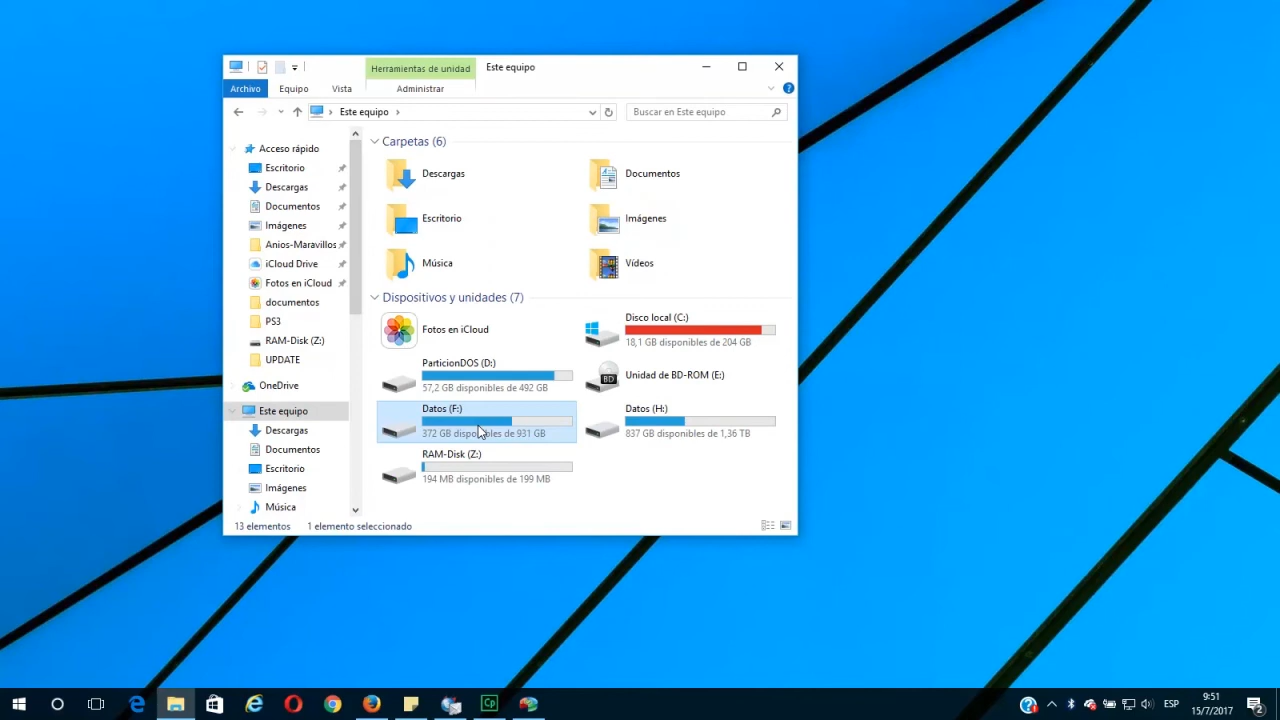 Herramientas de unidad
Este equipo
Archivo
Equipo
Vista
Administrar
Este equipo
Buscar en Este equipo
Acceso rápido
Escritorio
Descargas
Documentos
Imágenes
Anios-Maravillos
iCloud Drive
Fotos en iCloud
documentos
PS3
RAM-Disk (Z:)
UPDATE
OneDrive
Este equipo
Descargas
Documentos
Escritorio
Imágenes
Música
Carpetas (6)
Descargas
Documentos
Escritorio
Imágenes
Música
Vídeos
Dispositivos y unidades (7)
Fotos en iCloud
Disco local (C:)
18,1 GB disponibles de 204 GB
ParticionDOS (D:)
57,2 GB disponibles de 492 GB
Unidad de BD-ROM (E:)
BD
Datos (F:)
372 GB disponibles de 931 GB
Datos (H:)
837 GB disponibles de 1,36 TB
RAM-Disk (Z:)
194 MB disponibles de 199 MB
13 elementos
1 elemento seleccionado
Cp
ESP
9:51
15/7/2017
2